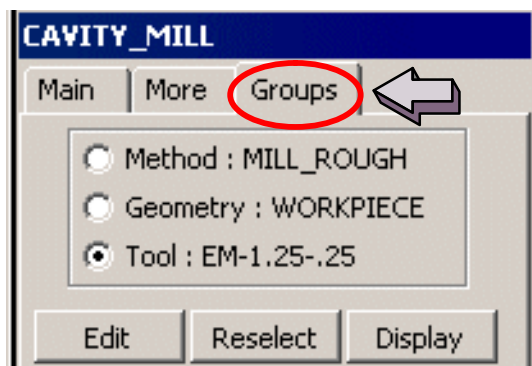 CAVITY_MILL
Main More Groups
Method : MILL_ROUGH
Geometry : WORKPIECE
Tool : EM-1.25-.25
Edit Reselect Display